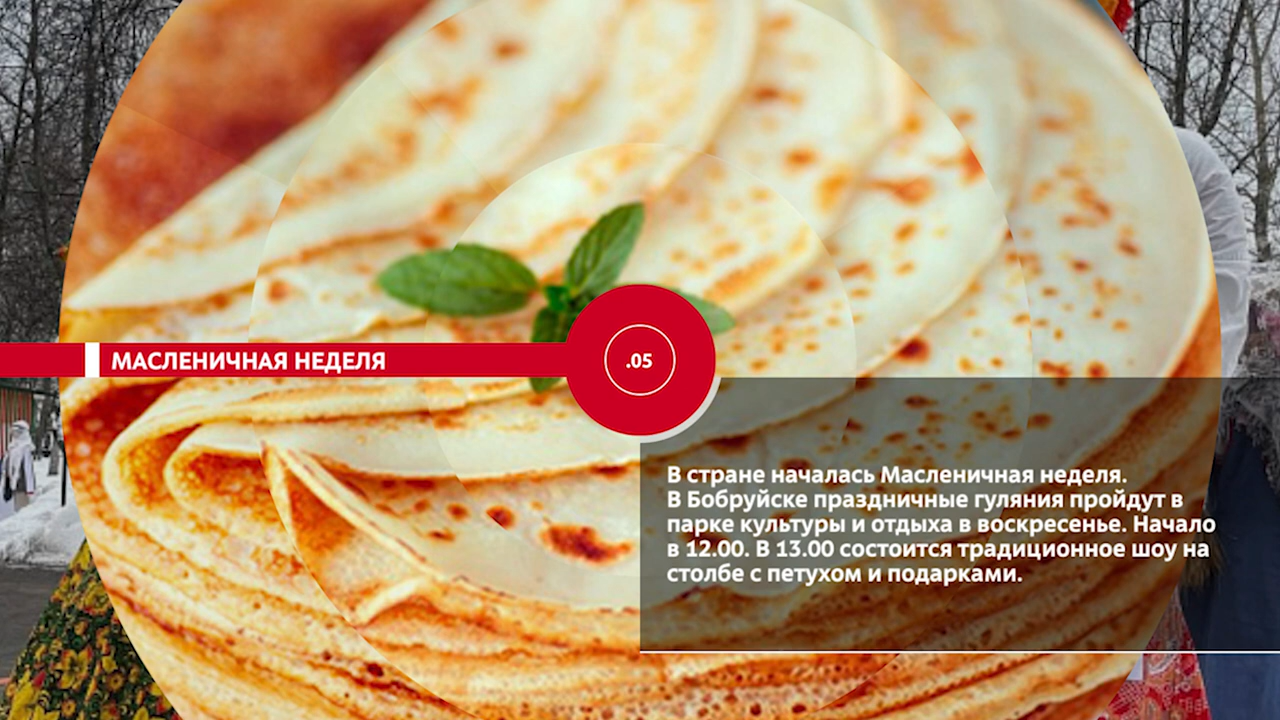 МАСЛЕНИЧНАЯ НЕДЕЛЯ
.05
В стране началась Масленичная неделя.
В Бобруйске праздничные гуляния пройдут в
парке культуры и отдыха в воскресенье. Начало
в 12.00. В 13.00 состоится традиционное шоу на
столбе с петухом и подарками.